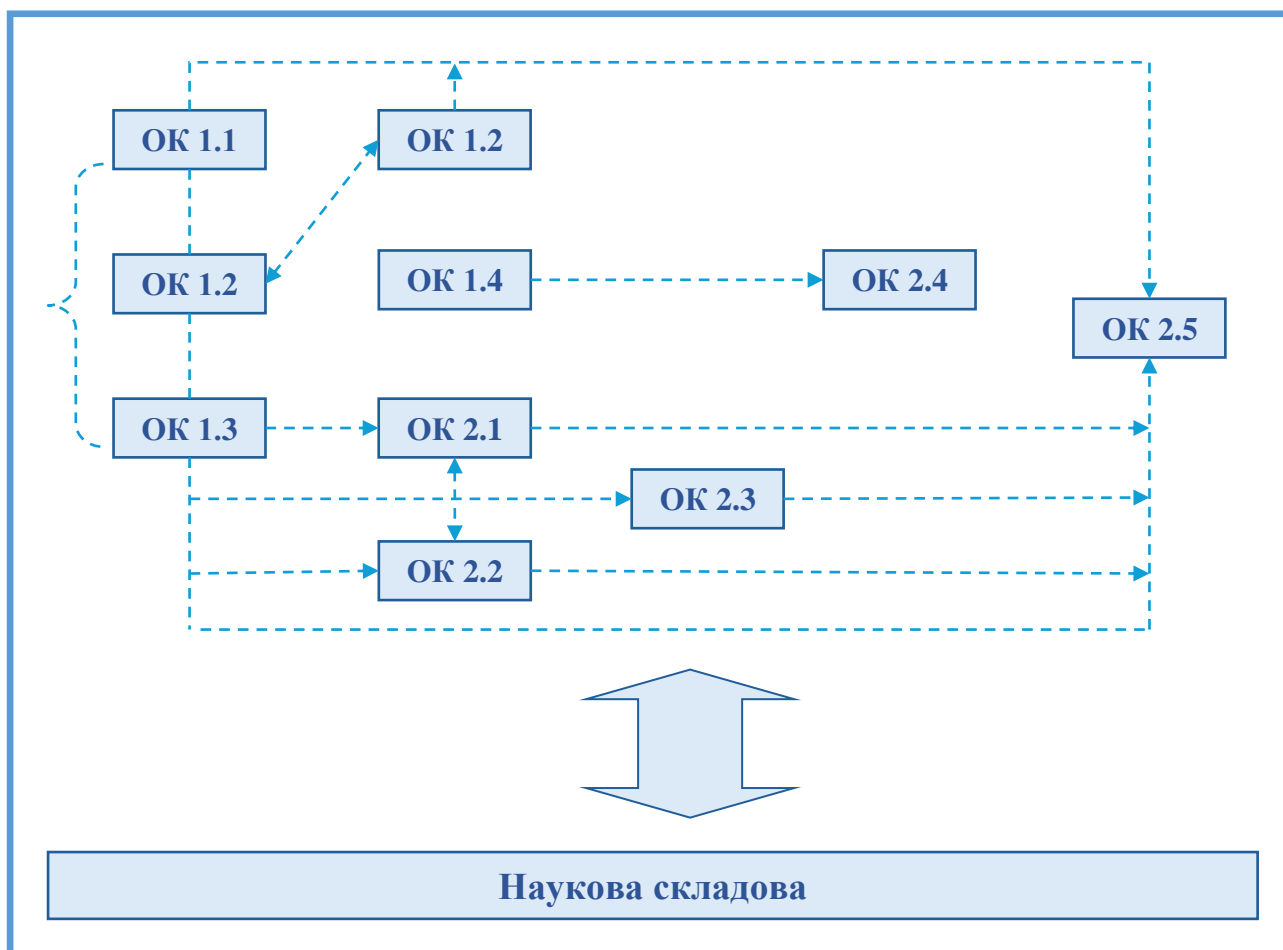 ОК 1.1
ОК 1.2
ОК 1.2
ОК 1.4
ОК 2.4
ОК 2.5
ОК 1.3
ОК 2.1
ОК 2.3
ОК 2.2
Наукова складова